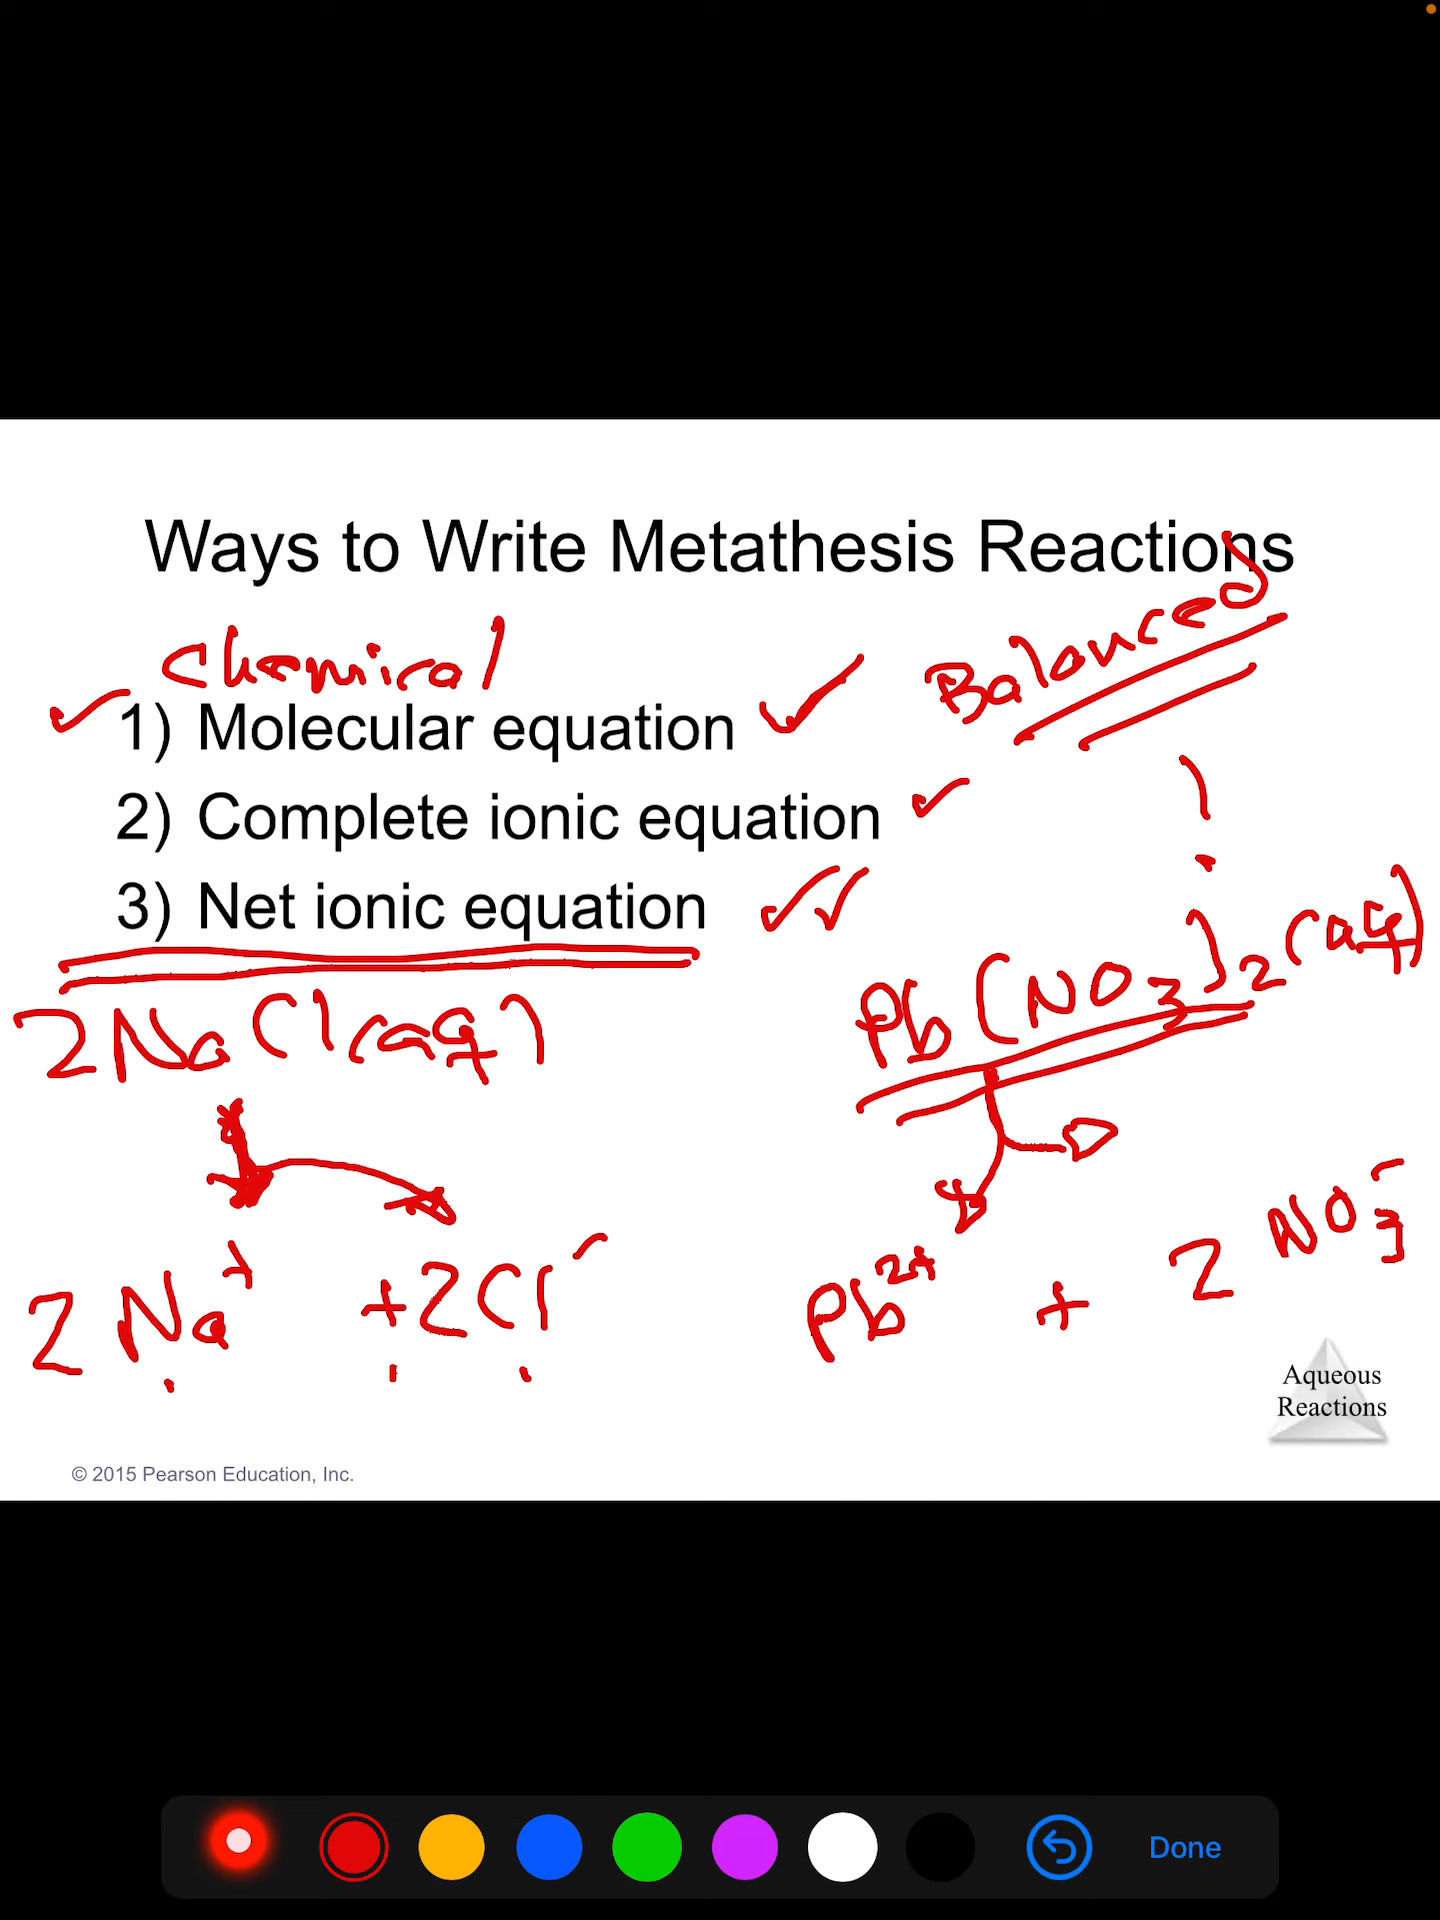 Ways to Write Metathesis Reactions
Chemical
Balanced
1) Molecular equation
2) Complete ionic equation
3) Net ionic equation
2NaCl(aq)
Pb(NO3)2(aq)
2Na+ + 2Cl-
Pb2+ + 2NO3-
Aqueous
Reactions
© 2015 Pearson Education, Inc.
Done